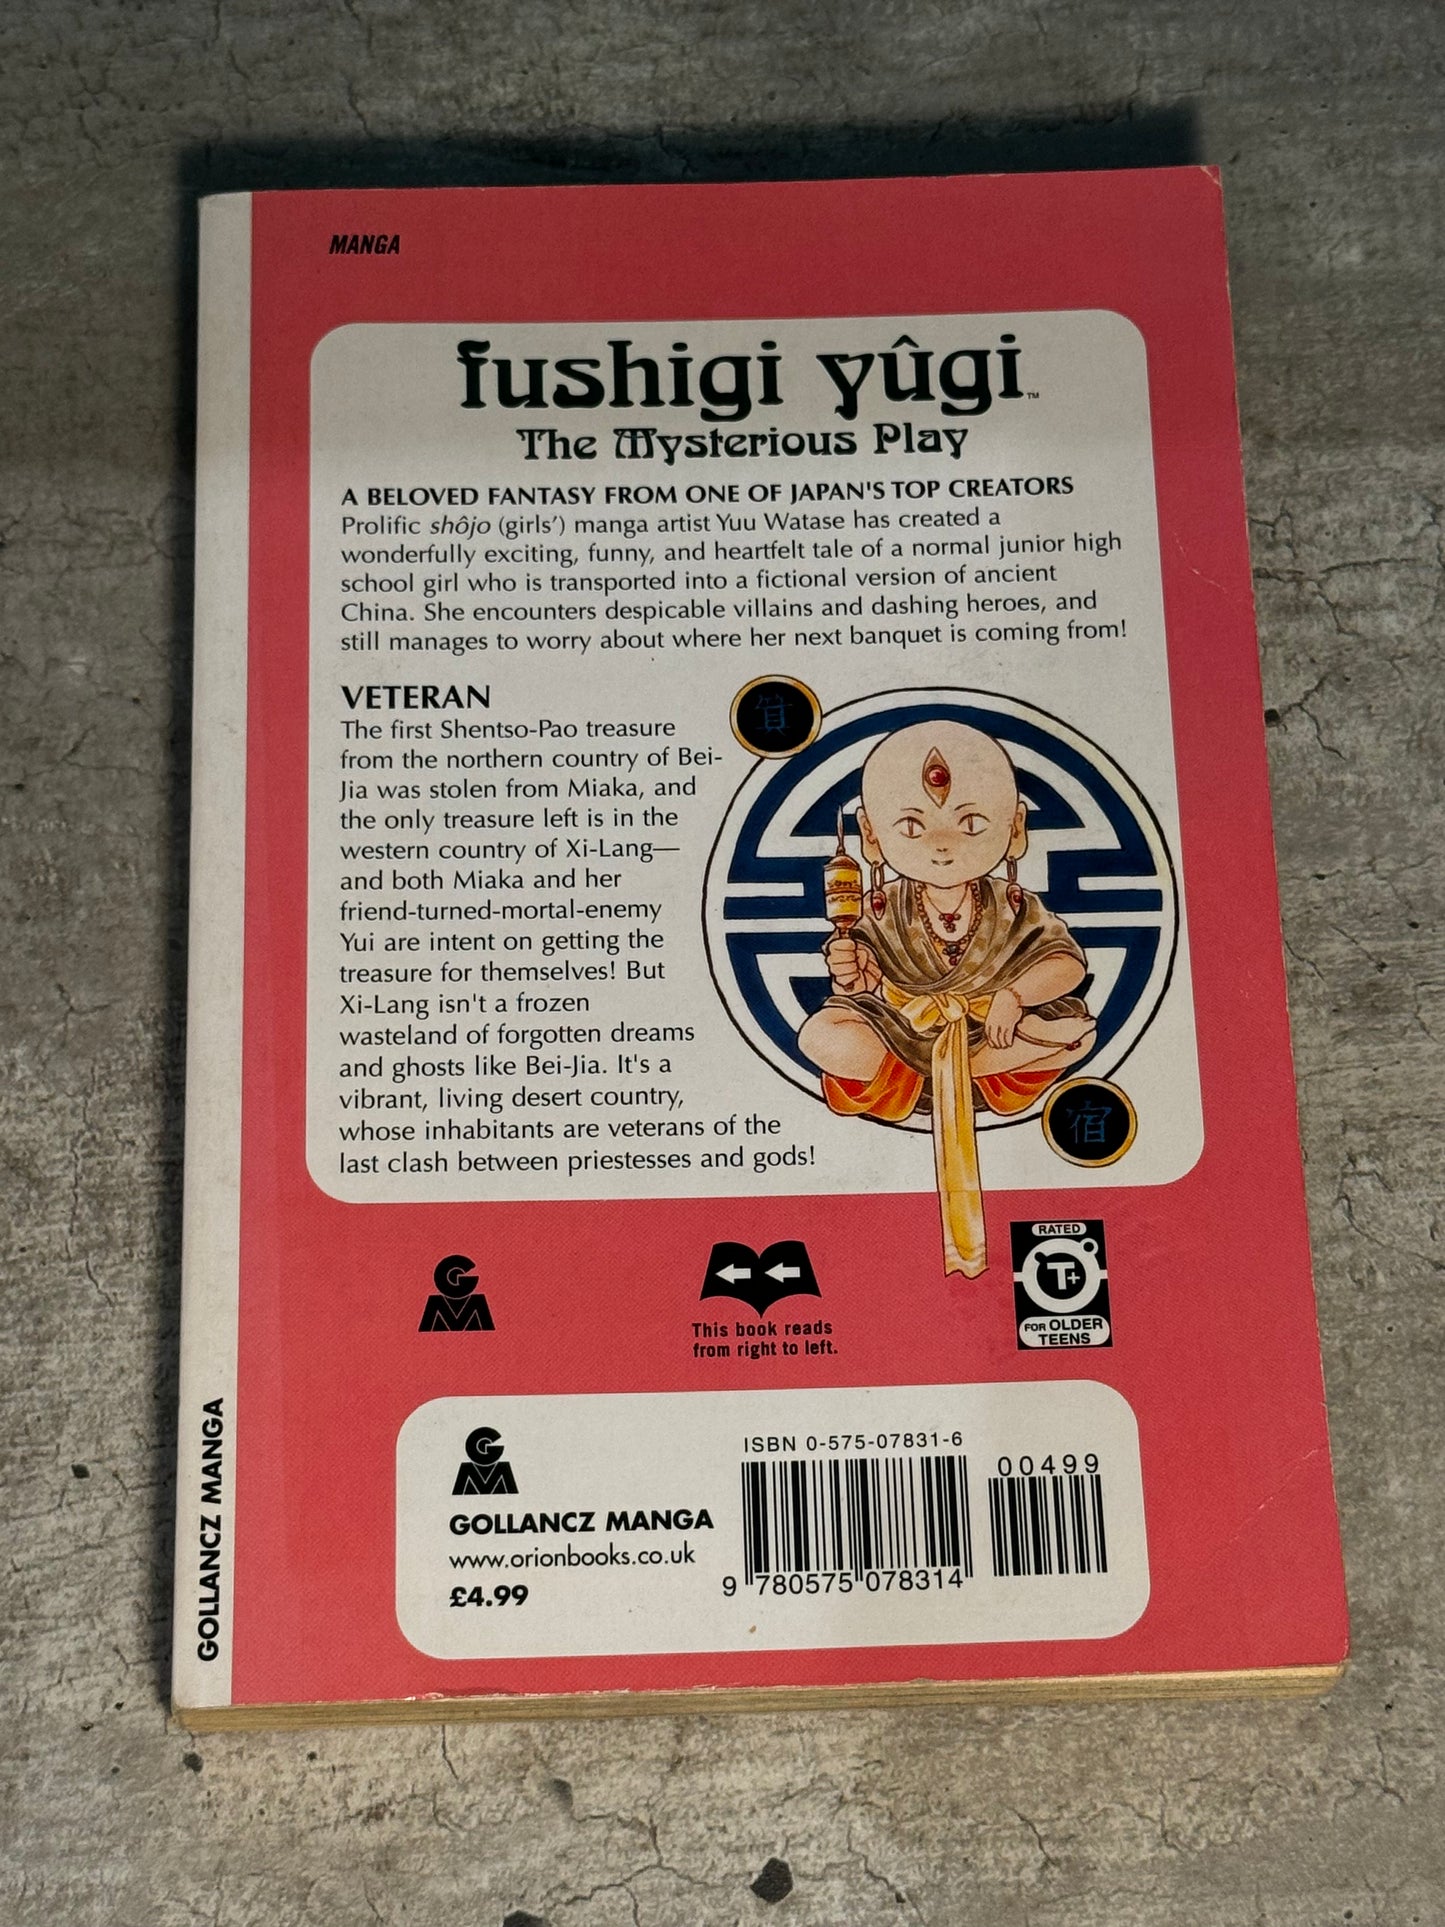 MANGA
fushigi yûgi™
The Mysterious Play
A BELOVED FANTASY FROM ONE OF JAPAN'S TOP CREATORS
Prolific shôjo (girls’) manga artist Yuu Watase has created a
wonderfully exciting, funny, and heartfelt tale of a normal junior high
school girl who is transported into a fictional version of ancient
China. She encounters despicable villains and dashing heroes, and
still manages to worry about where her next banquet is coming from!
VETERAN
The first Shentso-Pao treasure
from the northern country of Bei-
Jia was stolen from Miaka, and
the only treasure left is in the
western country of Xi-Lang—
and both Miaka and her
friend-turned-mortal-enemy
Yui are intent on getting the
treasure for themselves! But
Xi-Lang isn't a frozen
wasteland of forgotten dreams
and ghosts like Bei-Jia. It's a
vibrant, living desert country,
whose inhabitants are veterans of the
last clash between priestesses and gods!
箕
宿
GM
This book reads
from right to left.
RATED
T+
FOR OLDER
TEENS
GM
GOLLANCZ MANGA
www.orionbooks.co.uk
£4.99
ISBN 0-575-07831-6
00499
9 780575 078314
GOLLANCZ MANGA